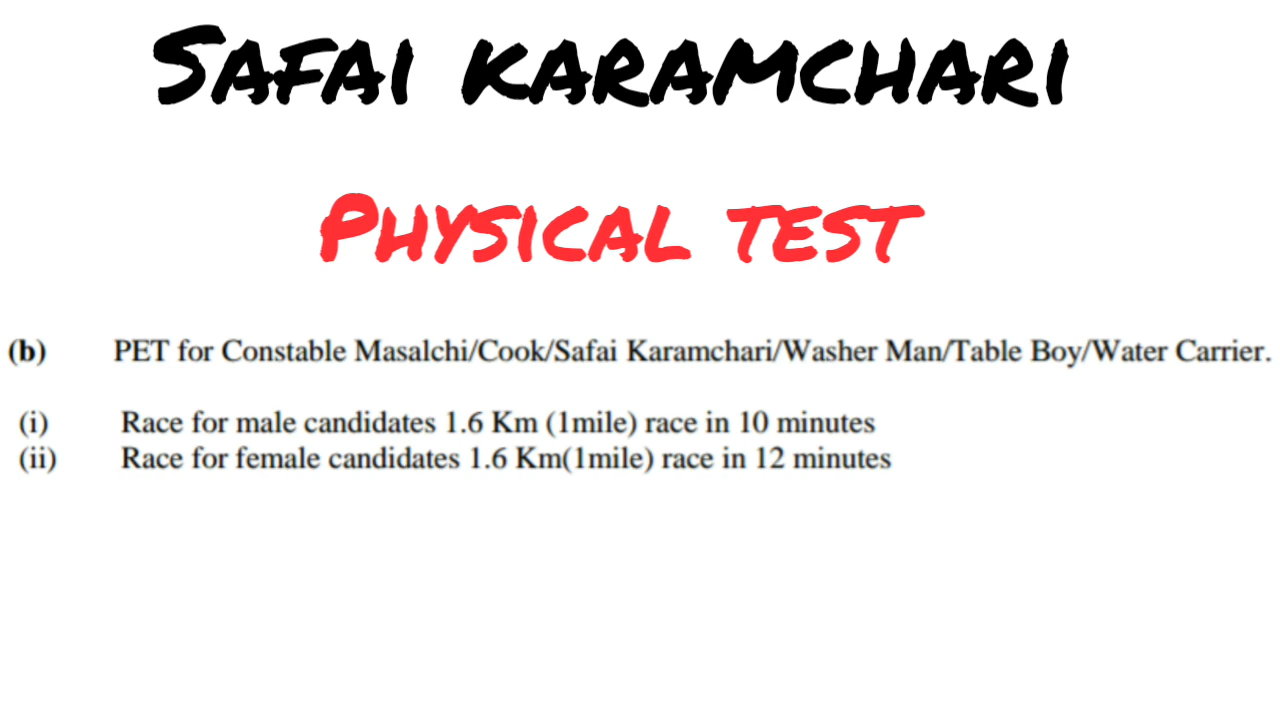 SAFAI KARAMCHARI
PHYSICAL TEST
(b) PET for Constable Masalchi/Cook/Safai Karamchari/Washer Man/Table Boy/Water Carrier.
(i) Race for male candidates 1.6 Km (1mile) race in 10 minutes
(ii) Race for female candidates 1.6 Km(1mile) race in 12 minutes